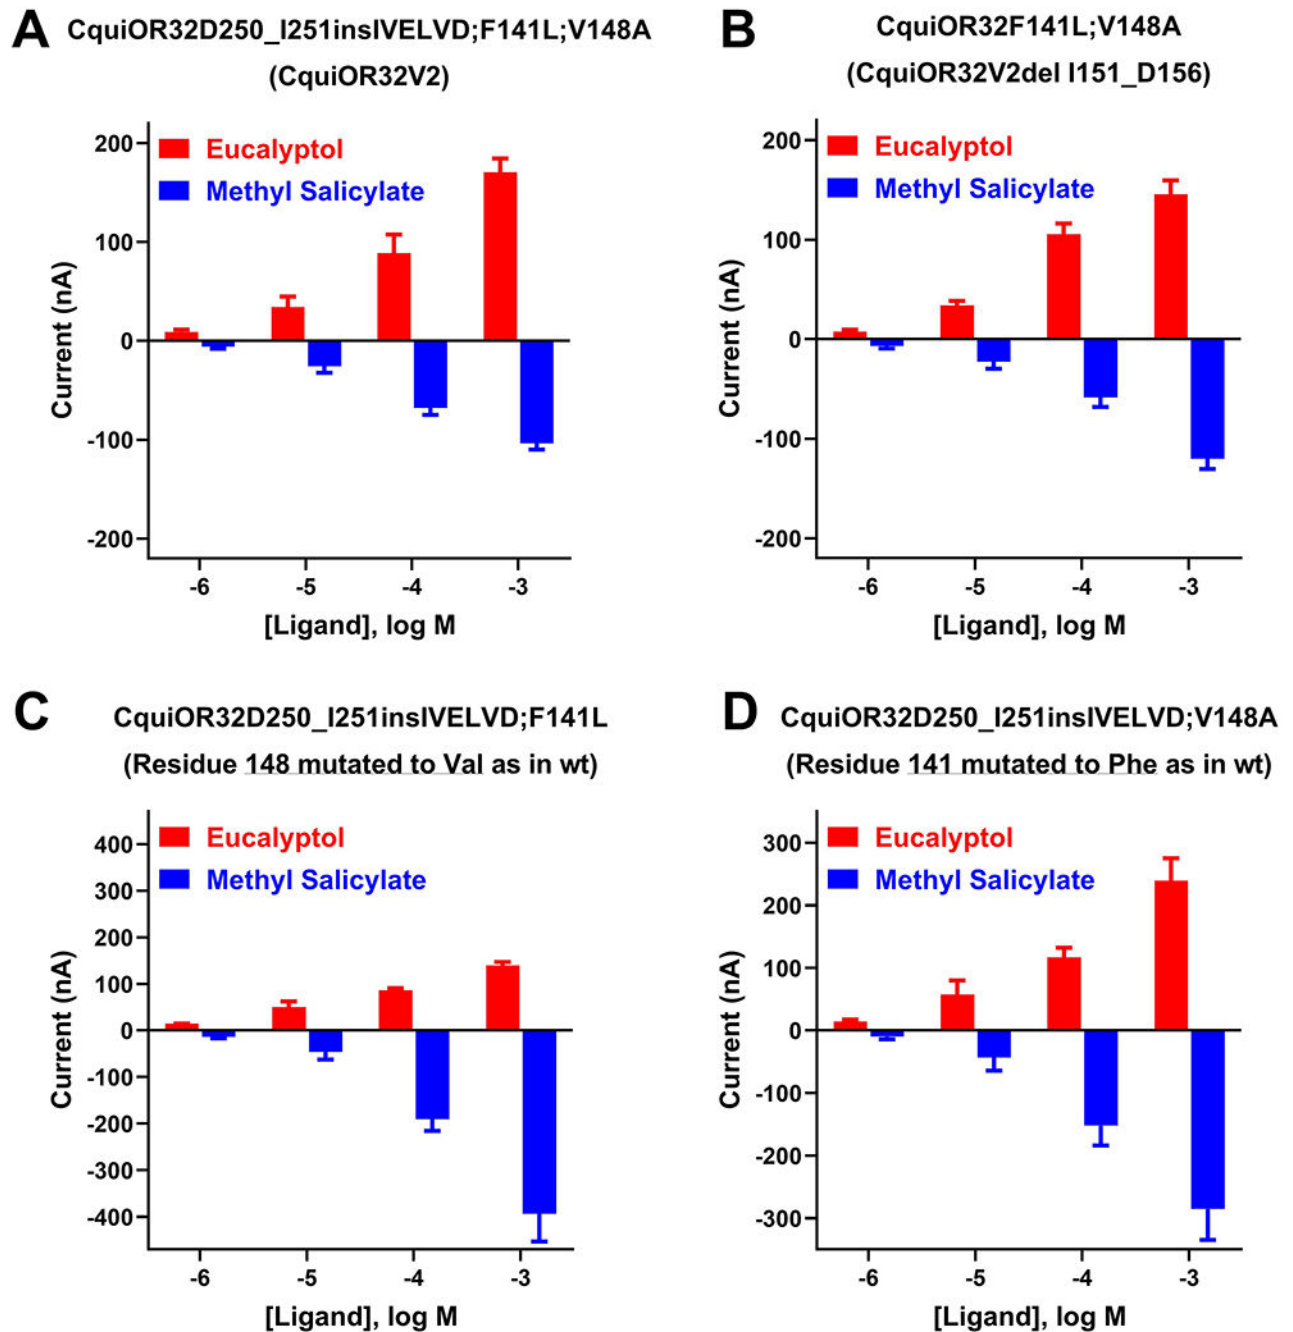 A CquiOR32D250_I251insIVELVD;F141L;V148A
(CquiOR32V2)
Eucalyptol
Methyl Salicylate
200
100
0
-100
-200
Current (nA)
-6 -5 -4 -3
[Ligand], log M
B CquiOR32F141L;V148A
(CquiOR32V2del I151_D156)
Eucalyptol
Methyl Salicylate
200
100
0
-100
-200
Current (nA)
-6 -5 -4 -3
[Ligand], log M
C CquiOR32D250_I251insIVELVD;F141L
(Residue 148 mutated to Val as in wt)
Eucalyptol
Methyl Salicylate
400
300
200
100
0
-100
-200
-300
-400
Current (nA)
-6 -5 -4 -3
[Ligand], log M
D CquiOR32D250_I251insIVELVD;V148A
(Residue 141 mutated to Phe as in wt)
Eucalyptol
Methyl Salicylate
300
200
100
0
-100
-200
-300
Current (nA)
-6 -5 -4 -3
[Ligand], log M